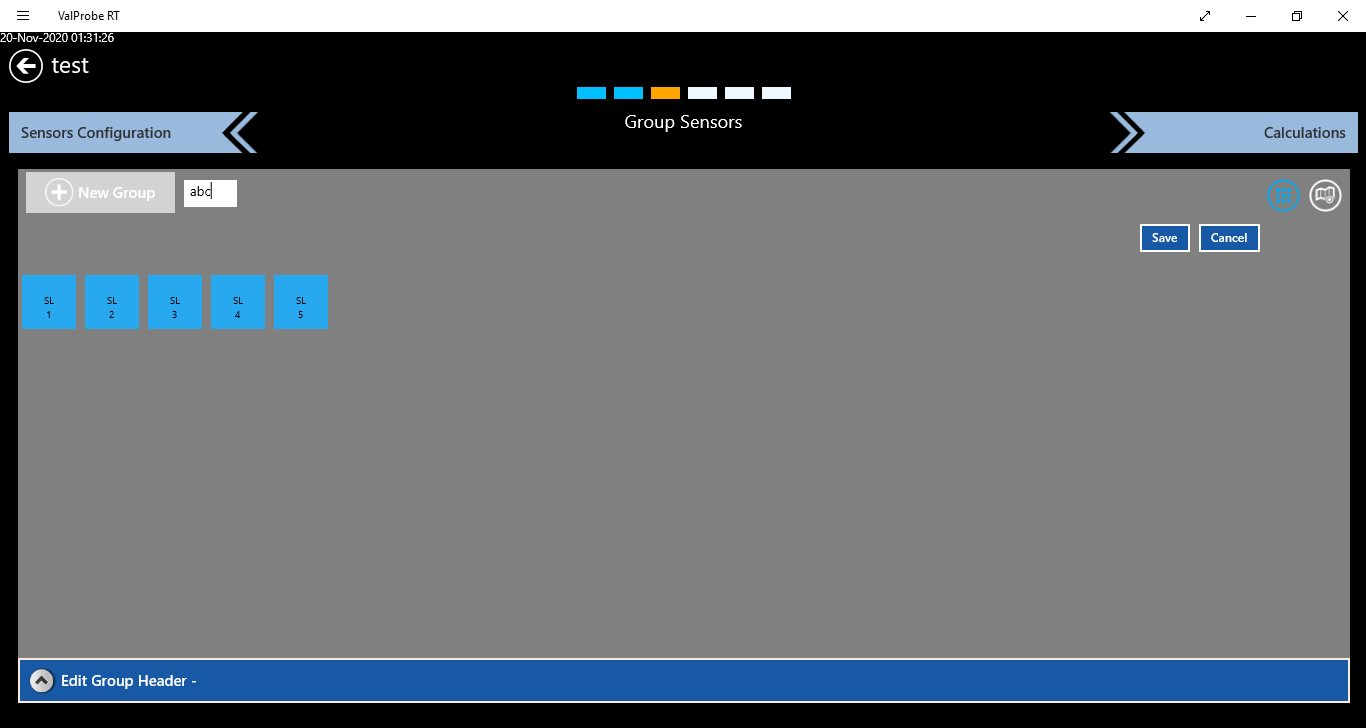 ValProbe RT
20-Nov-2020 01:31:26
test
Sensors Configuration
Group Sensors
Calculations
New Group
abc
Save
Cancel
SL
1
SL
2
SL
3
SL
4
SL
5
Edit Group Header -